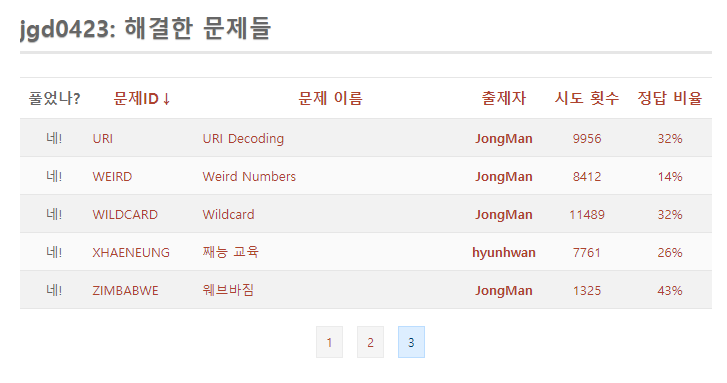 jgd0423: 해결한 문제들
풀었나? 문제ID↓ 문제 이름 출제자 시도 횟수 정답 비율
네! URI URI Decoding JongMan 9956 32%
네! WEIRD Weird Numbers JongMan 8412 14%
네! WILDCARD Wildcard JongMan 11489 32%
네! XHAENEUNG 째능 교육 hyunhwan 7761 26%
네! ZIMBABWE 웨브바짐 JongMan 1325 43%
1 2 3